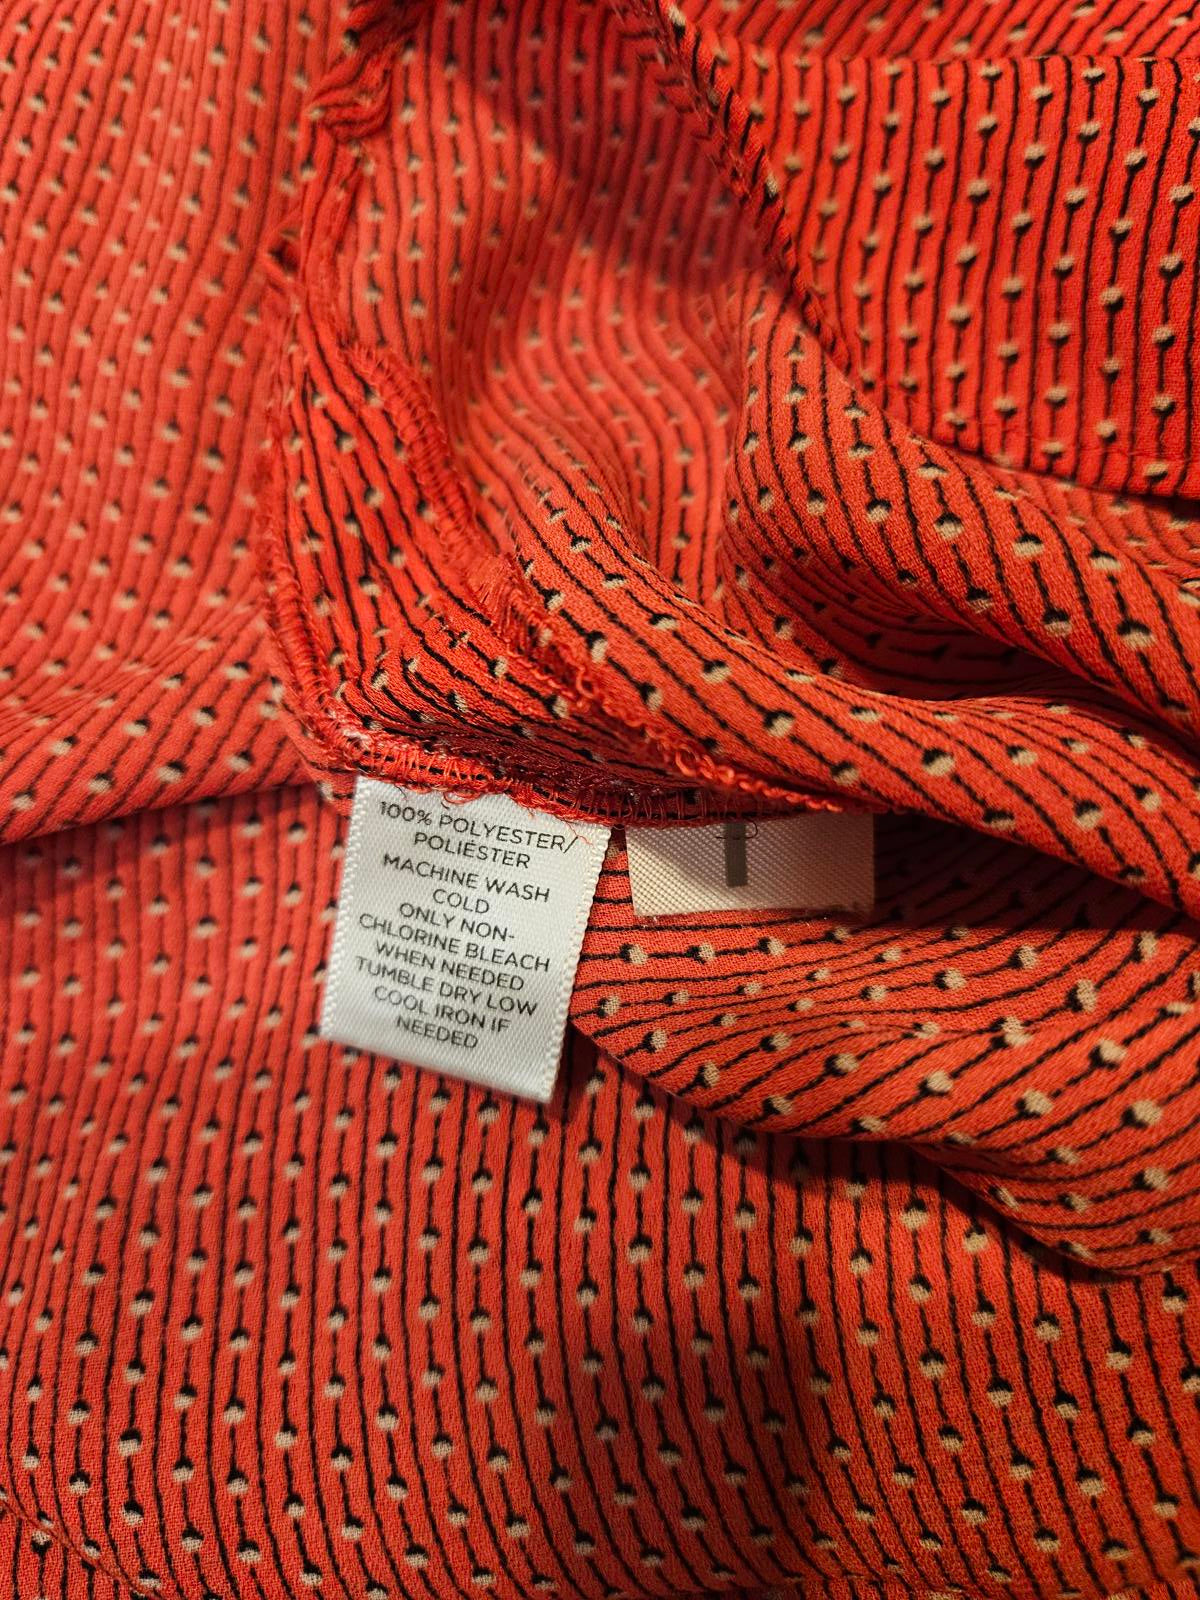 100% POLYESTER/
POLIÉSTER
MACHINE WASH
COLD
ONLY NON-
CHLORINE BLEACH
WHEN NEEDED
TUMBLE DRY LOW
COOL IRON IF
NEEDED